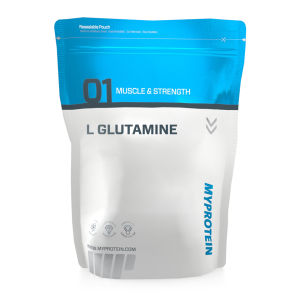 Resealable Pouch
01
MUSCLE & STRENGTH
L GLUTAMINE
MYPROTEIN
WWW.MYPROTEIN.COM